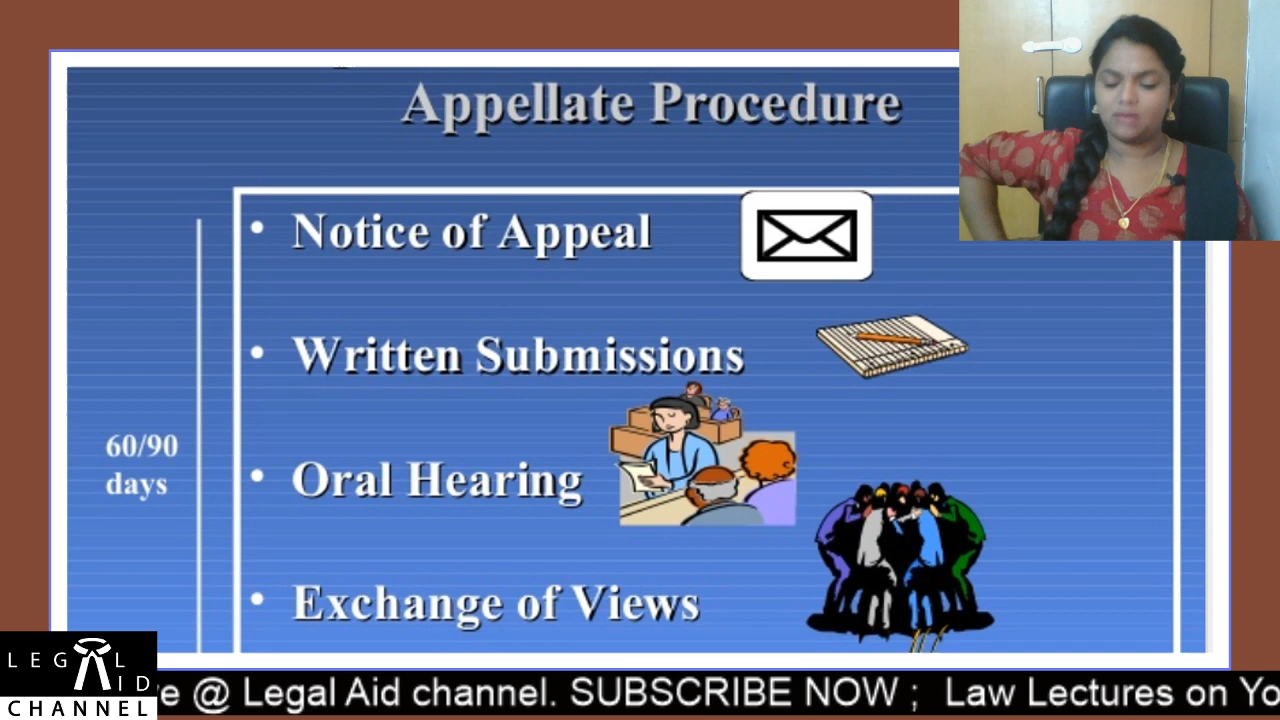 Appellate Procedure
• Notice of Appeal
• Written Submissions
60/90
days
• Oral Hearing
• Exchange of Views
LEGAL
AID
CHANNEL
e @ Legal Aid channel. SUBSCRIBE NOW ; Law Lectures on Yo